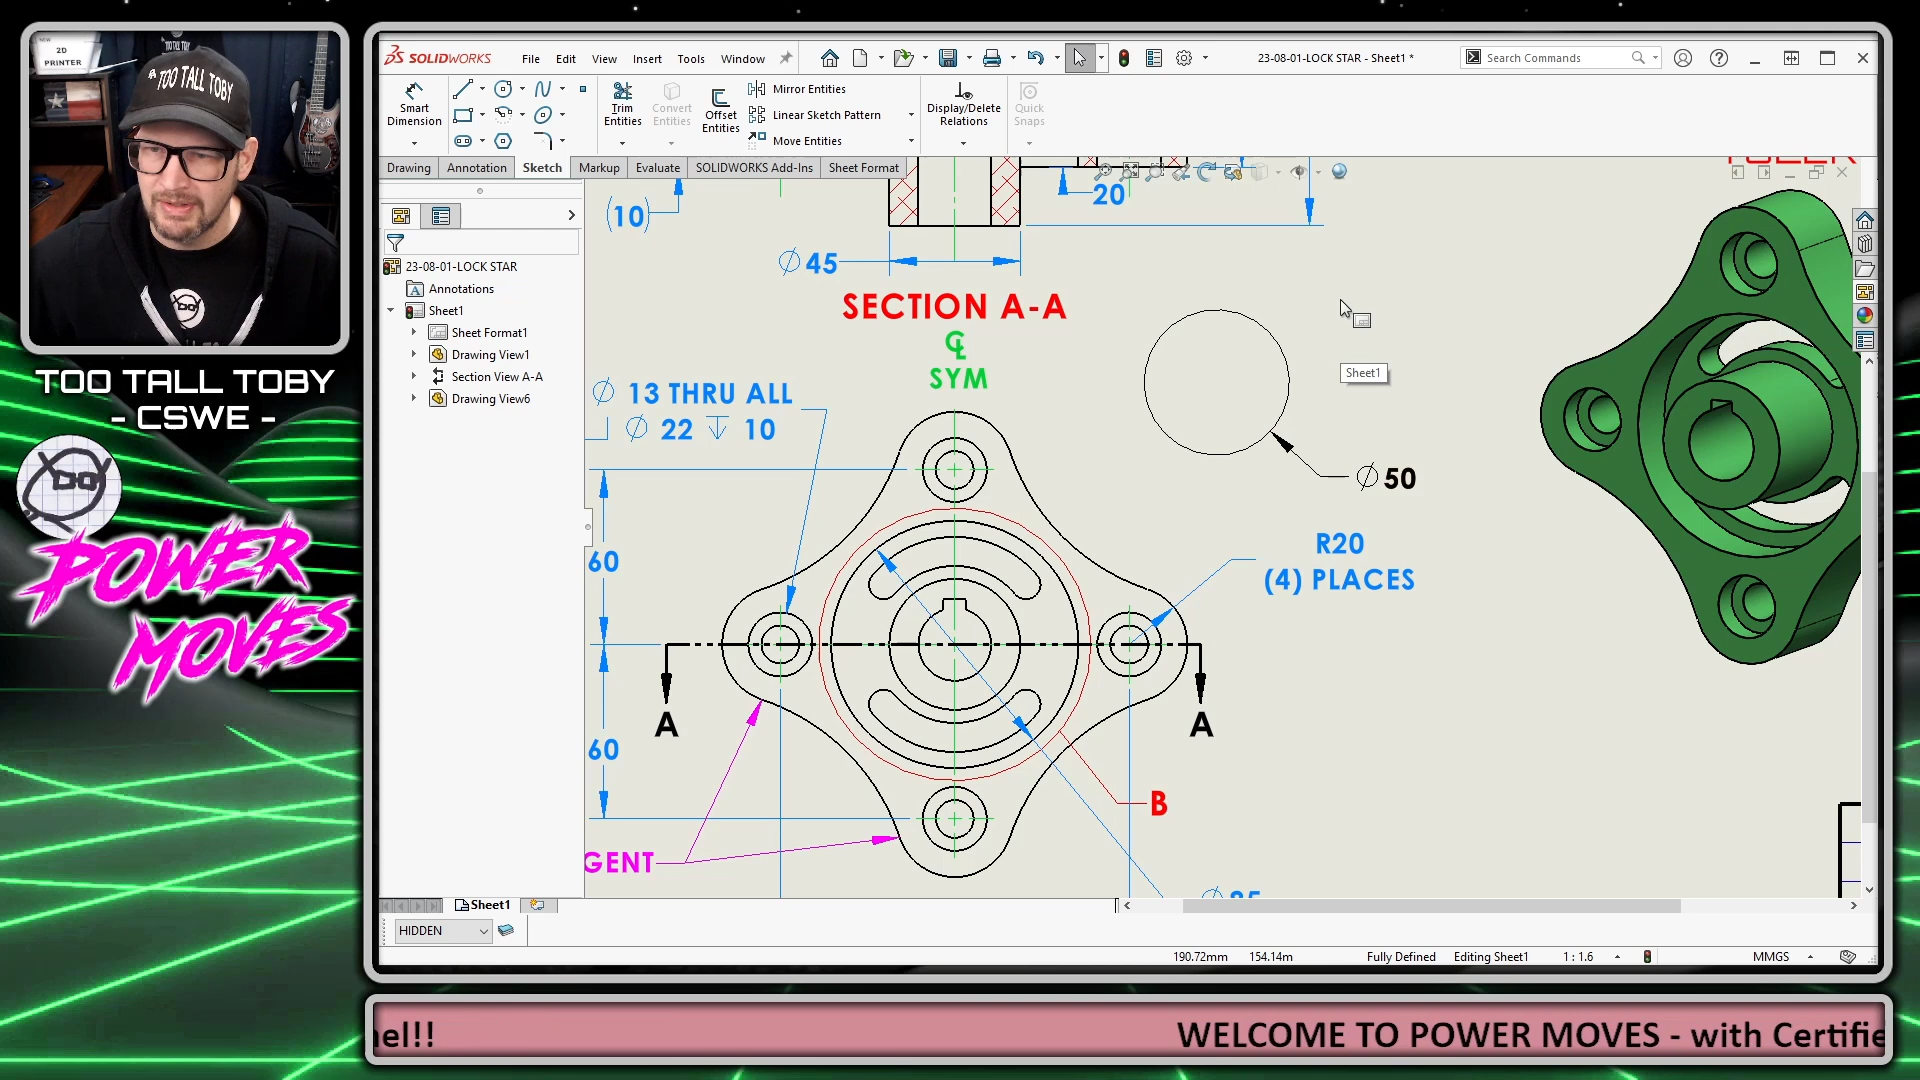 NEW
2D
PRINTER
TOO TALL
TOBY
TOO TALL TOBY
- CSWE -
POWER
MOVES
SOLIDWORKS
File
Edit
View
Insert
Tools
Window
23-08-01-LOCK STAR - Sheet1 *
Search Commands
Smart
Dimension
Trim
Entities
Convert
Entities
Offset
Entities
Mirror Entities
Linear Sketch Pattern
Move Entities
Display/Delete
Relations
Quick
Snaps
Drawing
Annotation
Sketch
Markup
Evaluate
SOLIDWORKS Add-Ins
Sheet Format
23-08-01-LOCK STAR
Annotations
Sheet1
Sheet Format1
Drawing View1
Section View A-A
Drawing View6
(10)
20
∅ 45
SECTION A-A
℄
SYM
∅ 13 THRU ALL
⌴ ∅ 22 ↧ 10
Sheet1
∅ 50
R20
(4) PLACES
60
60
A
A
B
GENT
Sheet1
HIDDEN
190.72mm
154.14m
Fully Defined
Editing Sheet1
1 : 1.6
MMGS
nel!!
WELCOME TO POWER MOVES - with Certifie